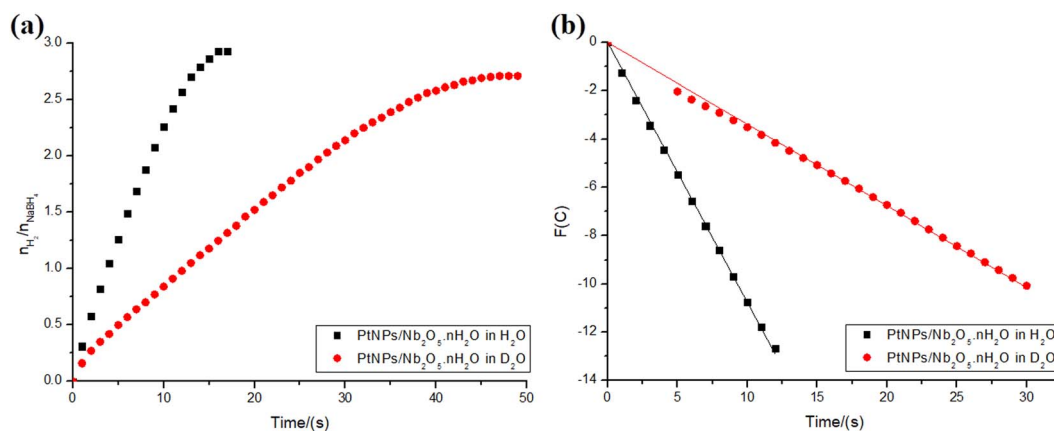 (a)
3.0
2.5
2.0
1.5
1.0
0.5
0.0
n_H₂/n_NaBH₄
0 10 20 30 40 50
Time/(s)
PtNPs/Nb₂O₅.nH₂O in H₂O
PtNPs/Nb₂O₅.nH₂O in D₂O
(b)
0
-2
-4
-6
-8
-10
-12
-14
F(C)
0 5 10 15 20 25 30
Time/(s)
PtNPs/Nb₂O₅.nH₂O in H₂O
PtNPs/Nb₂O₅.nH₂O in D₂O